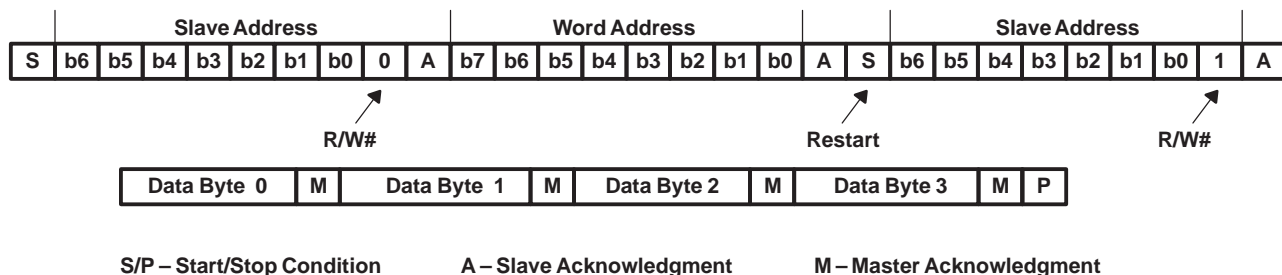 Slave Address Word Address Slave Address
S b6 b5 b4 b3 b2 b1 b0 0 A b7 b6 b5 b4 b3 b2 b1 b0 A S b6 b5 b4 b3 b2 b1 b0 1 A
R/W# Restart R/W#
Data Byte 0 M Data Byte 1 M Data Byte 2 M Data Byte 3 M P
S/P – Start/Stop Condition A – Slave Acknowledgment M – Master Acknowledgment